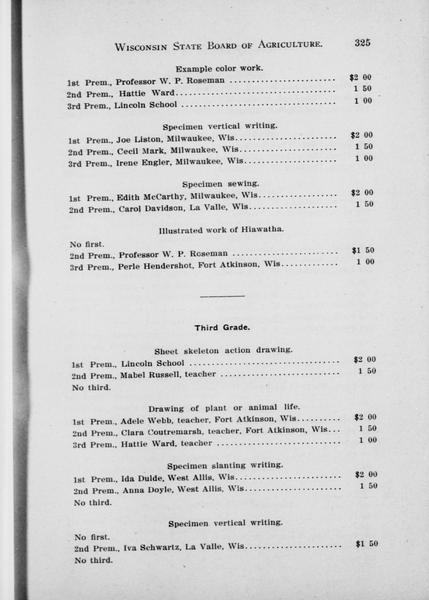 WISCONSIN STATE BOARD OF AGRICULTURE. 325
Example color work.
1st Prem., Professor W. P. Roseman ........................ $2 00
2nd Prem., Hattie Ward.................................... 1 50
3rd Prem., Lincoln School .................................. 1 00
Specimen vertical writing.
1st Prem., Joe Liston, Milwaukee, Wis....................... $2 00
2nd Prem., Cecil Mark, Milwaukee, Wis...................... 1 50
3rd Prem., Irene Engler, Milwaukee, Wis..................... 1 00
Specimen sewing.
1st Prem., Edith McCarthy, Milwaukee, Wis.................. $2 00
2nd Prem., Carol Davidson, La Valle, Wis.................... 1 50
Illustrated work of Hiawatha.
No first.
2nd Prem., Professor W. P. Roseman ........................ $1 50
3rd Prem., Perle Hendershot, Fort Atkinson, Wis............. 1 00
Third Grade.
Sheet skeleton action drawing.
1st Prem., Lincoln School .................................. $2 00
2nd Prem., Mabel Russell, teacher ........................... 1 50
No third.
Drawing of plant or animal life.
1st Prem., Adele Webb, teacher, Fort Atkinson, Wis.......... $2 00
2nd Prem., Clara Coutremarsh, teacher, Fort Atkinson, Wis... 1 50
3rd Prem., Hattie Ward, teacher ............................ 1 00
Specimen slanting writing.
1st Prem., Ida Dulde, West Allis, Wis....................... $2 00
2nd Prem., Anna Doyle, West Allis, Wis...................... 1 50
No third.
Specimen vertical writing.
No first.
2nd Prem., Iva Schwartz, La Valle, Wis...................... $1 50
No third.